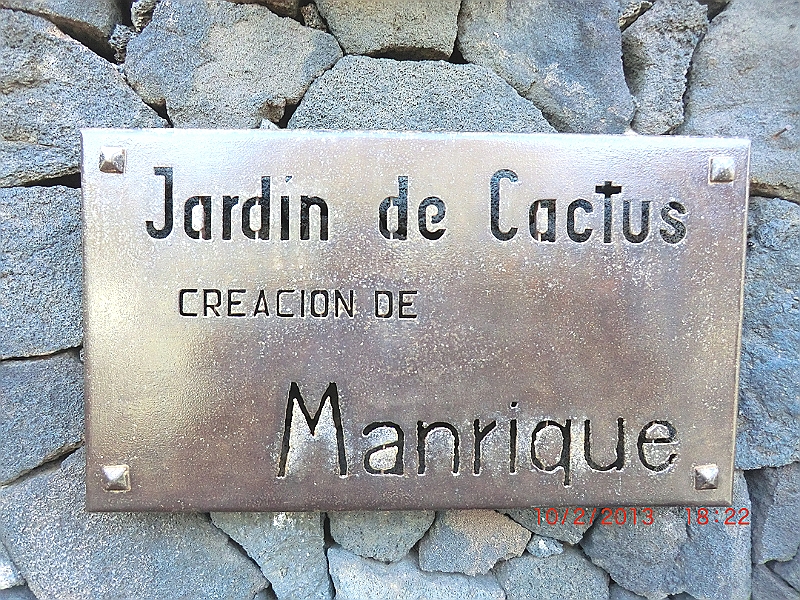 Jardín de Cactus
CREACION DE
Manrique
10/2/2013 18:22